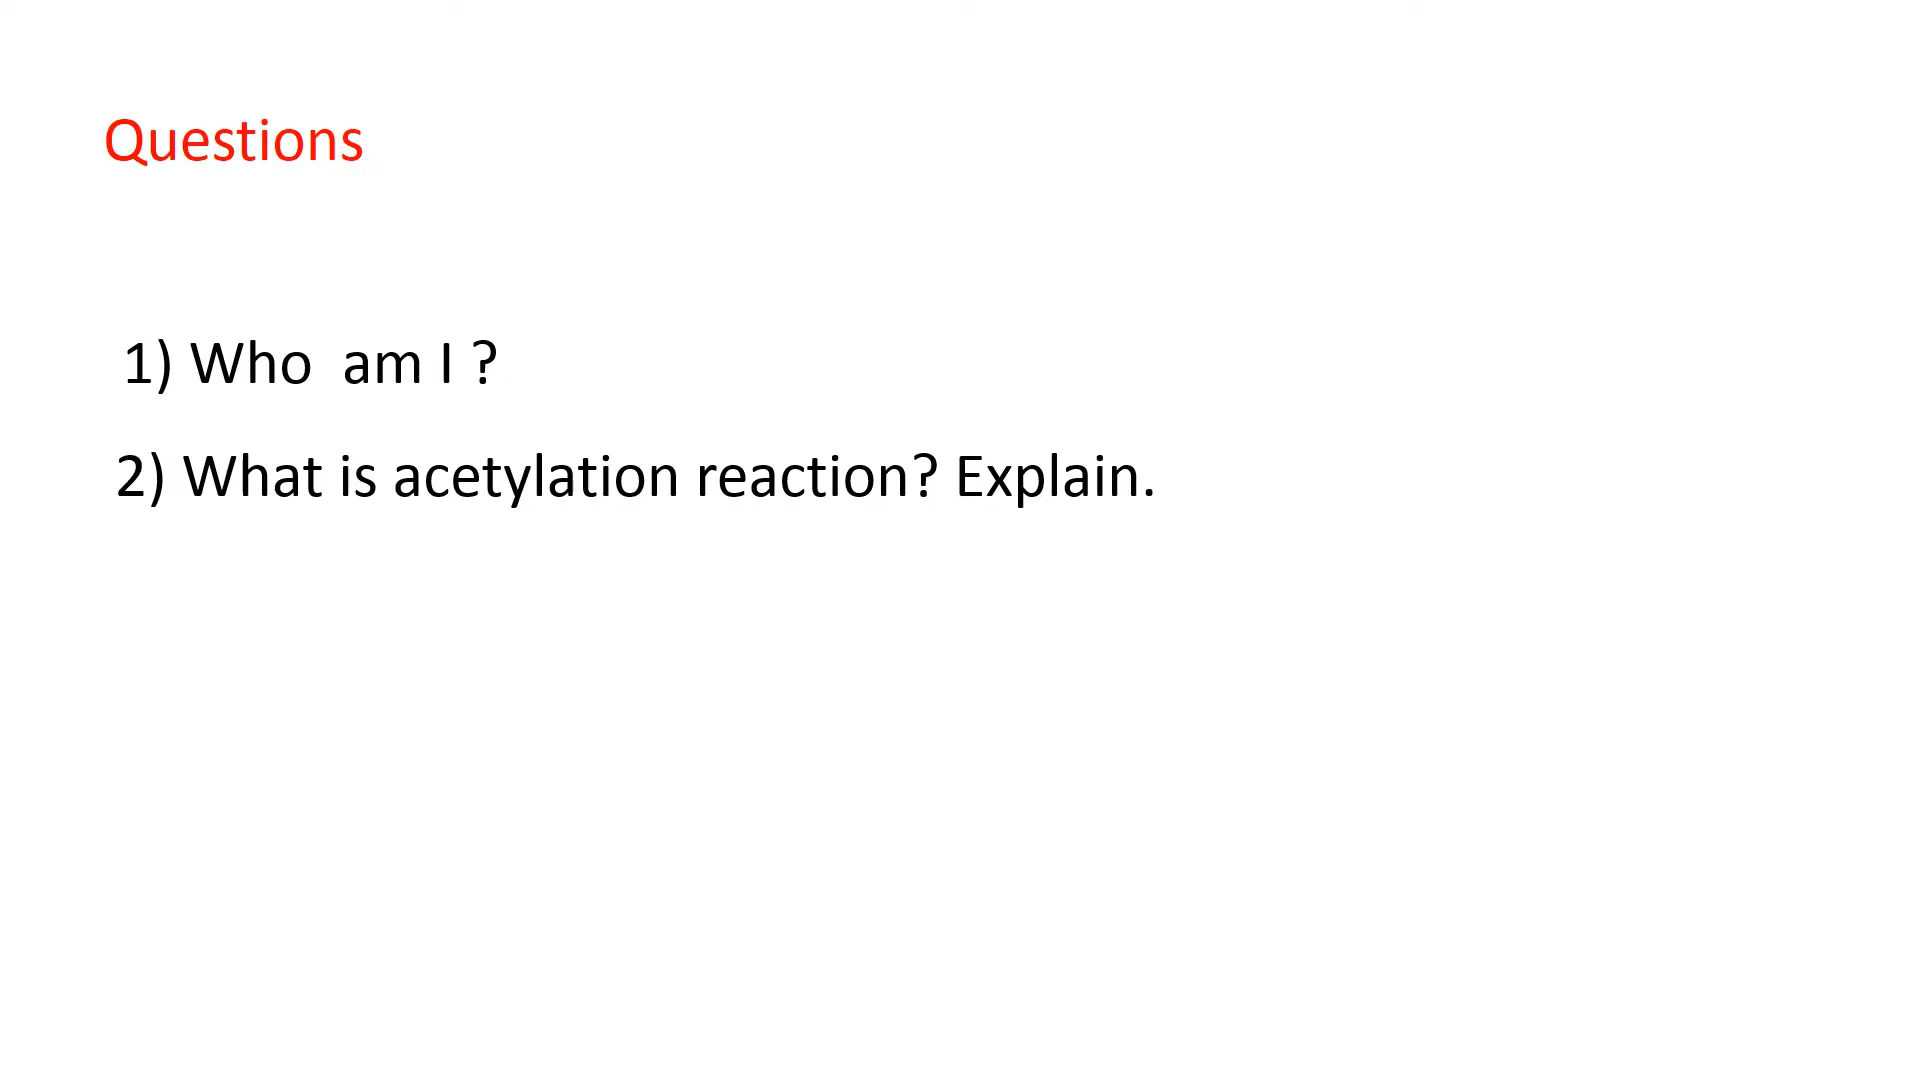 Questions
1) Who  am I ?
2) What is acetylation reaction? Explain.